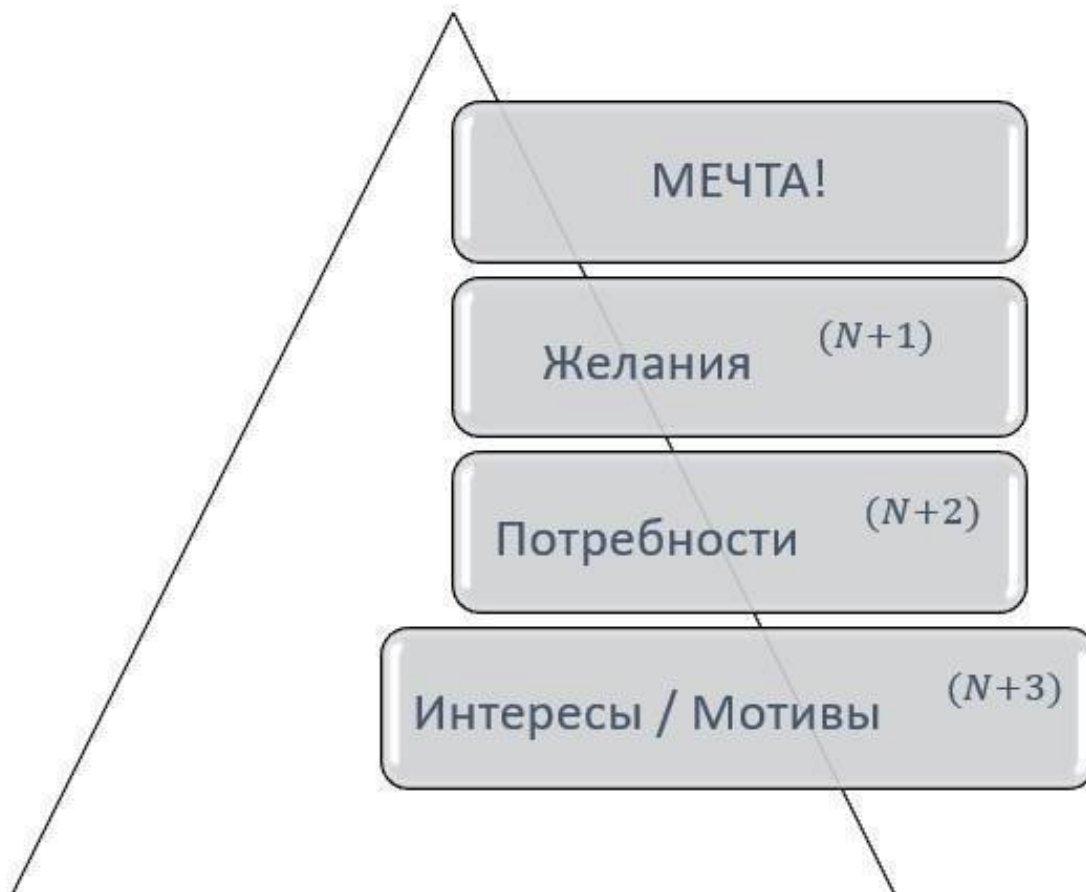 МЕЧТА!
Желания (N+1)
Потребности (N+2)
Интересы / Мотивы (N+3)